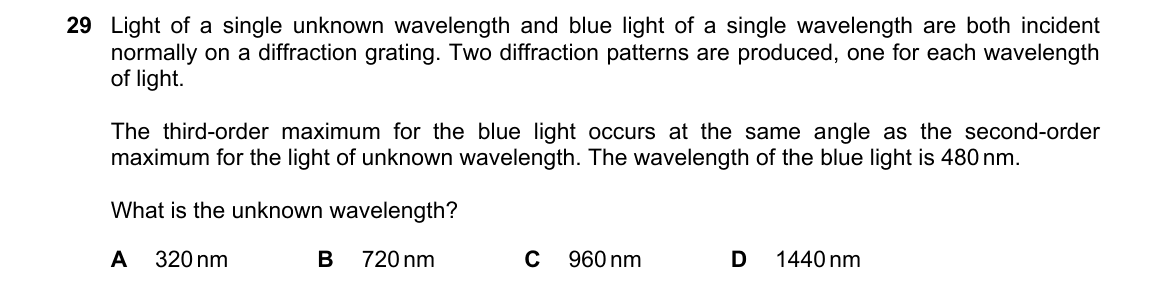 29 Light of a single unknown wavelength and blue light of a single wavelength are both incident
normally on a diffraction grating. Two diffraction patterns are produced, one for each wavelength
of light.
The third-order maximum for the blue light occurs at the same angle as the second-order
maximum for the light of unknown wavelength. The wavelength of the blue light is 480 nm.
What is the unknown wavelength?
A 320 nm B 720 nm C 960 nm D 1440 nm